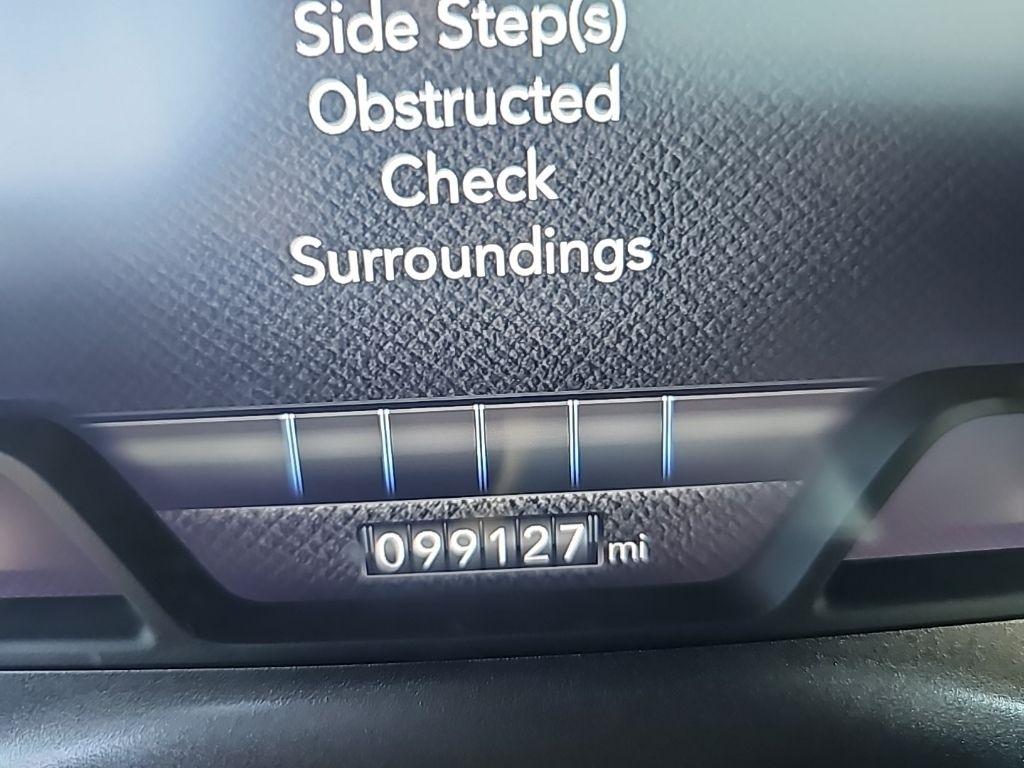 Side Step(s)
Obstructed
Check
Surroundings
099127 mi